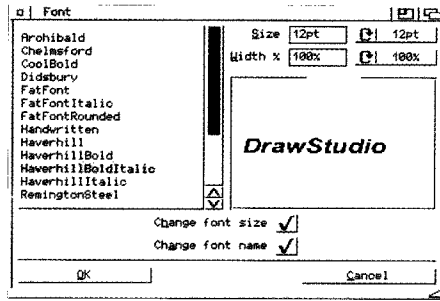 Font
Archibald
Chelmsford
CoolBold
Didsbury
FatFont
FatFontItalic
FatFontRounded
Handwritten
Haverhill
HaverhillBold
HaverhillBoldItalic
HaverhillItalic
RemingtonSteel
Size 12pt 12pt
Width % 100% 100%
DrawStudio
Change font size
Change font name
OK Cancel